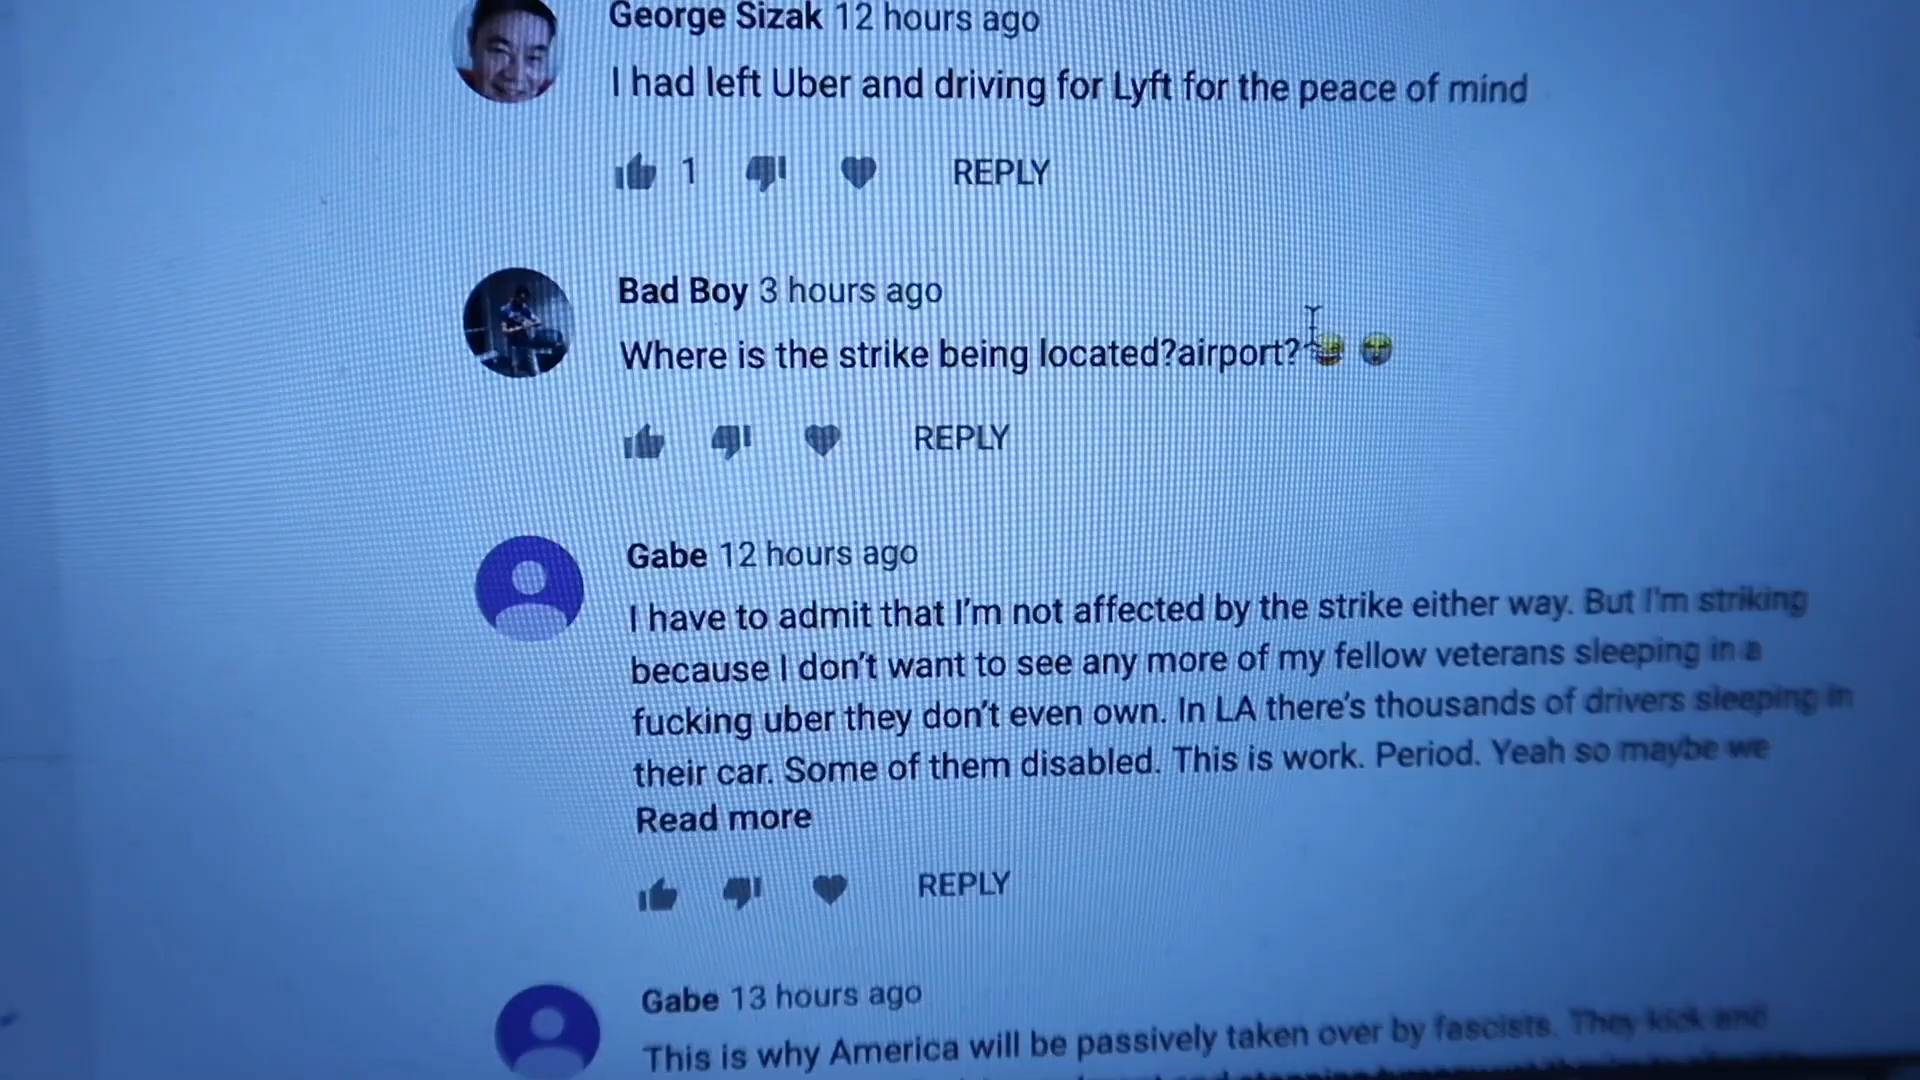 George Sizak 12 hours ago
I had left Uber and driving for Lyft for the peace of mind
1 REPLY
Bad Boy 3 hours ago
Where is the strike being located?airport?
REPLY
Gabe 12 hours ago
I have to admit that I'm not affected by the strike either way. But I'm striking
because I don't want to see any more of my fellow veterans sleeping in a
fucking uber they don't even own. In LA there's thousands of drivers sleeping in
their car. Some of them disabled. This is work. Period. Yeah so maybe we
Read more
REPLY
Gabe 13 hours ago
This is why America will be passively taken over by fascists. They kick and